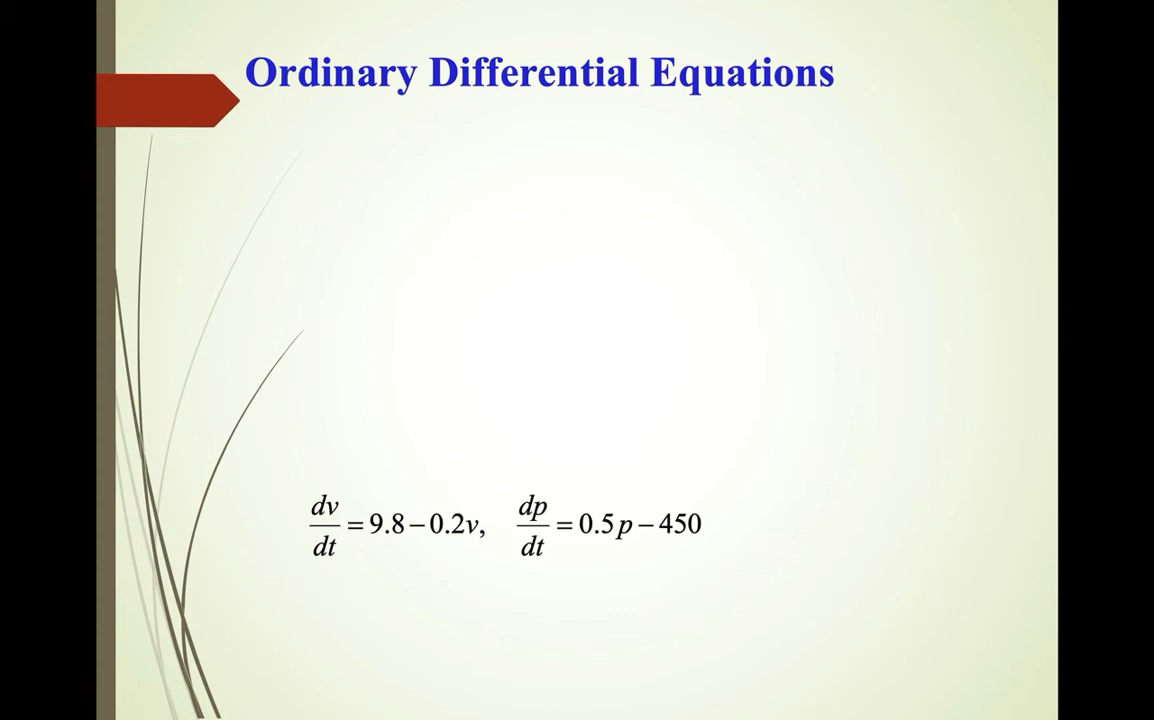 Ordinary Differential Equations
dv/dt = 9.8 − 0.2v, dp/dt = 0.5p − 450